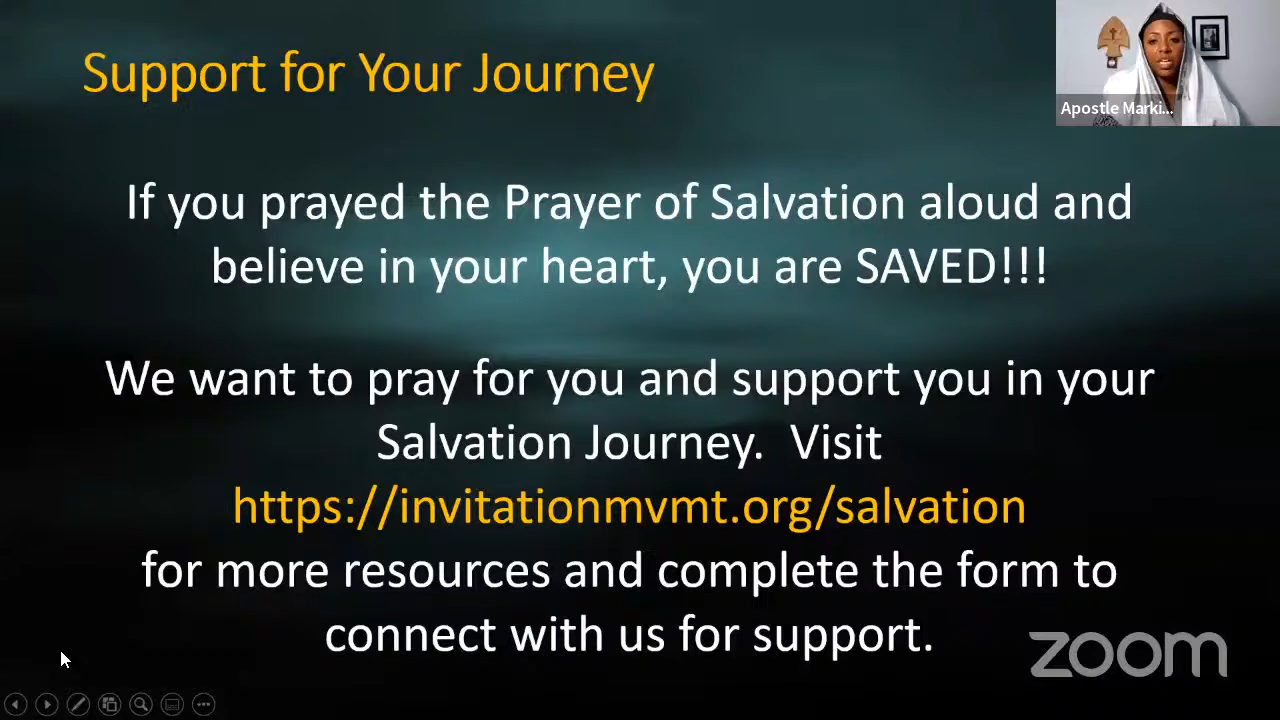 Support for Your Journey
Apostle Marki...
If you prayed the Prayer of Salvation aloud and
believe in your heart, you are SAVED!!!
We want to pray for you and support you in your
Salvation Journey.  Visit
https://invitationmvmt.org/salvation
for more resources and complete the form to
connect with us for support.
zoom